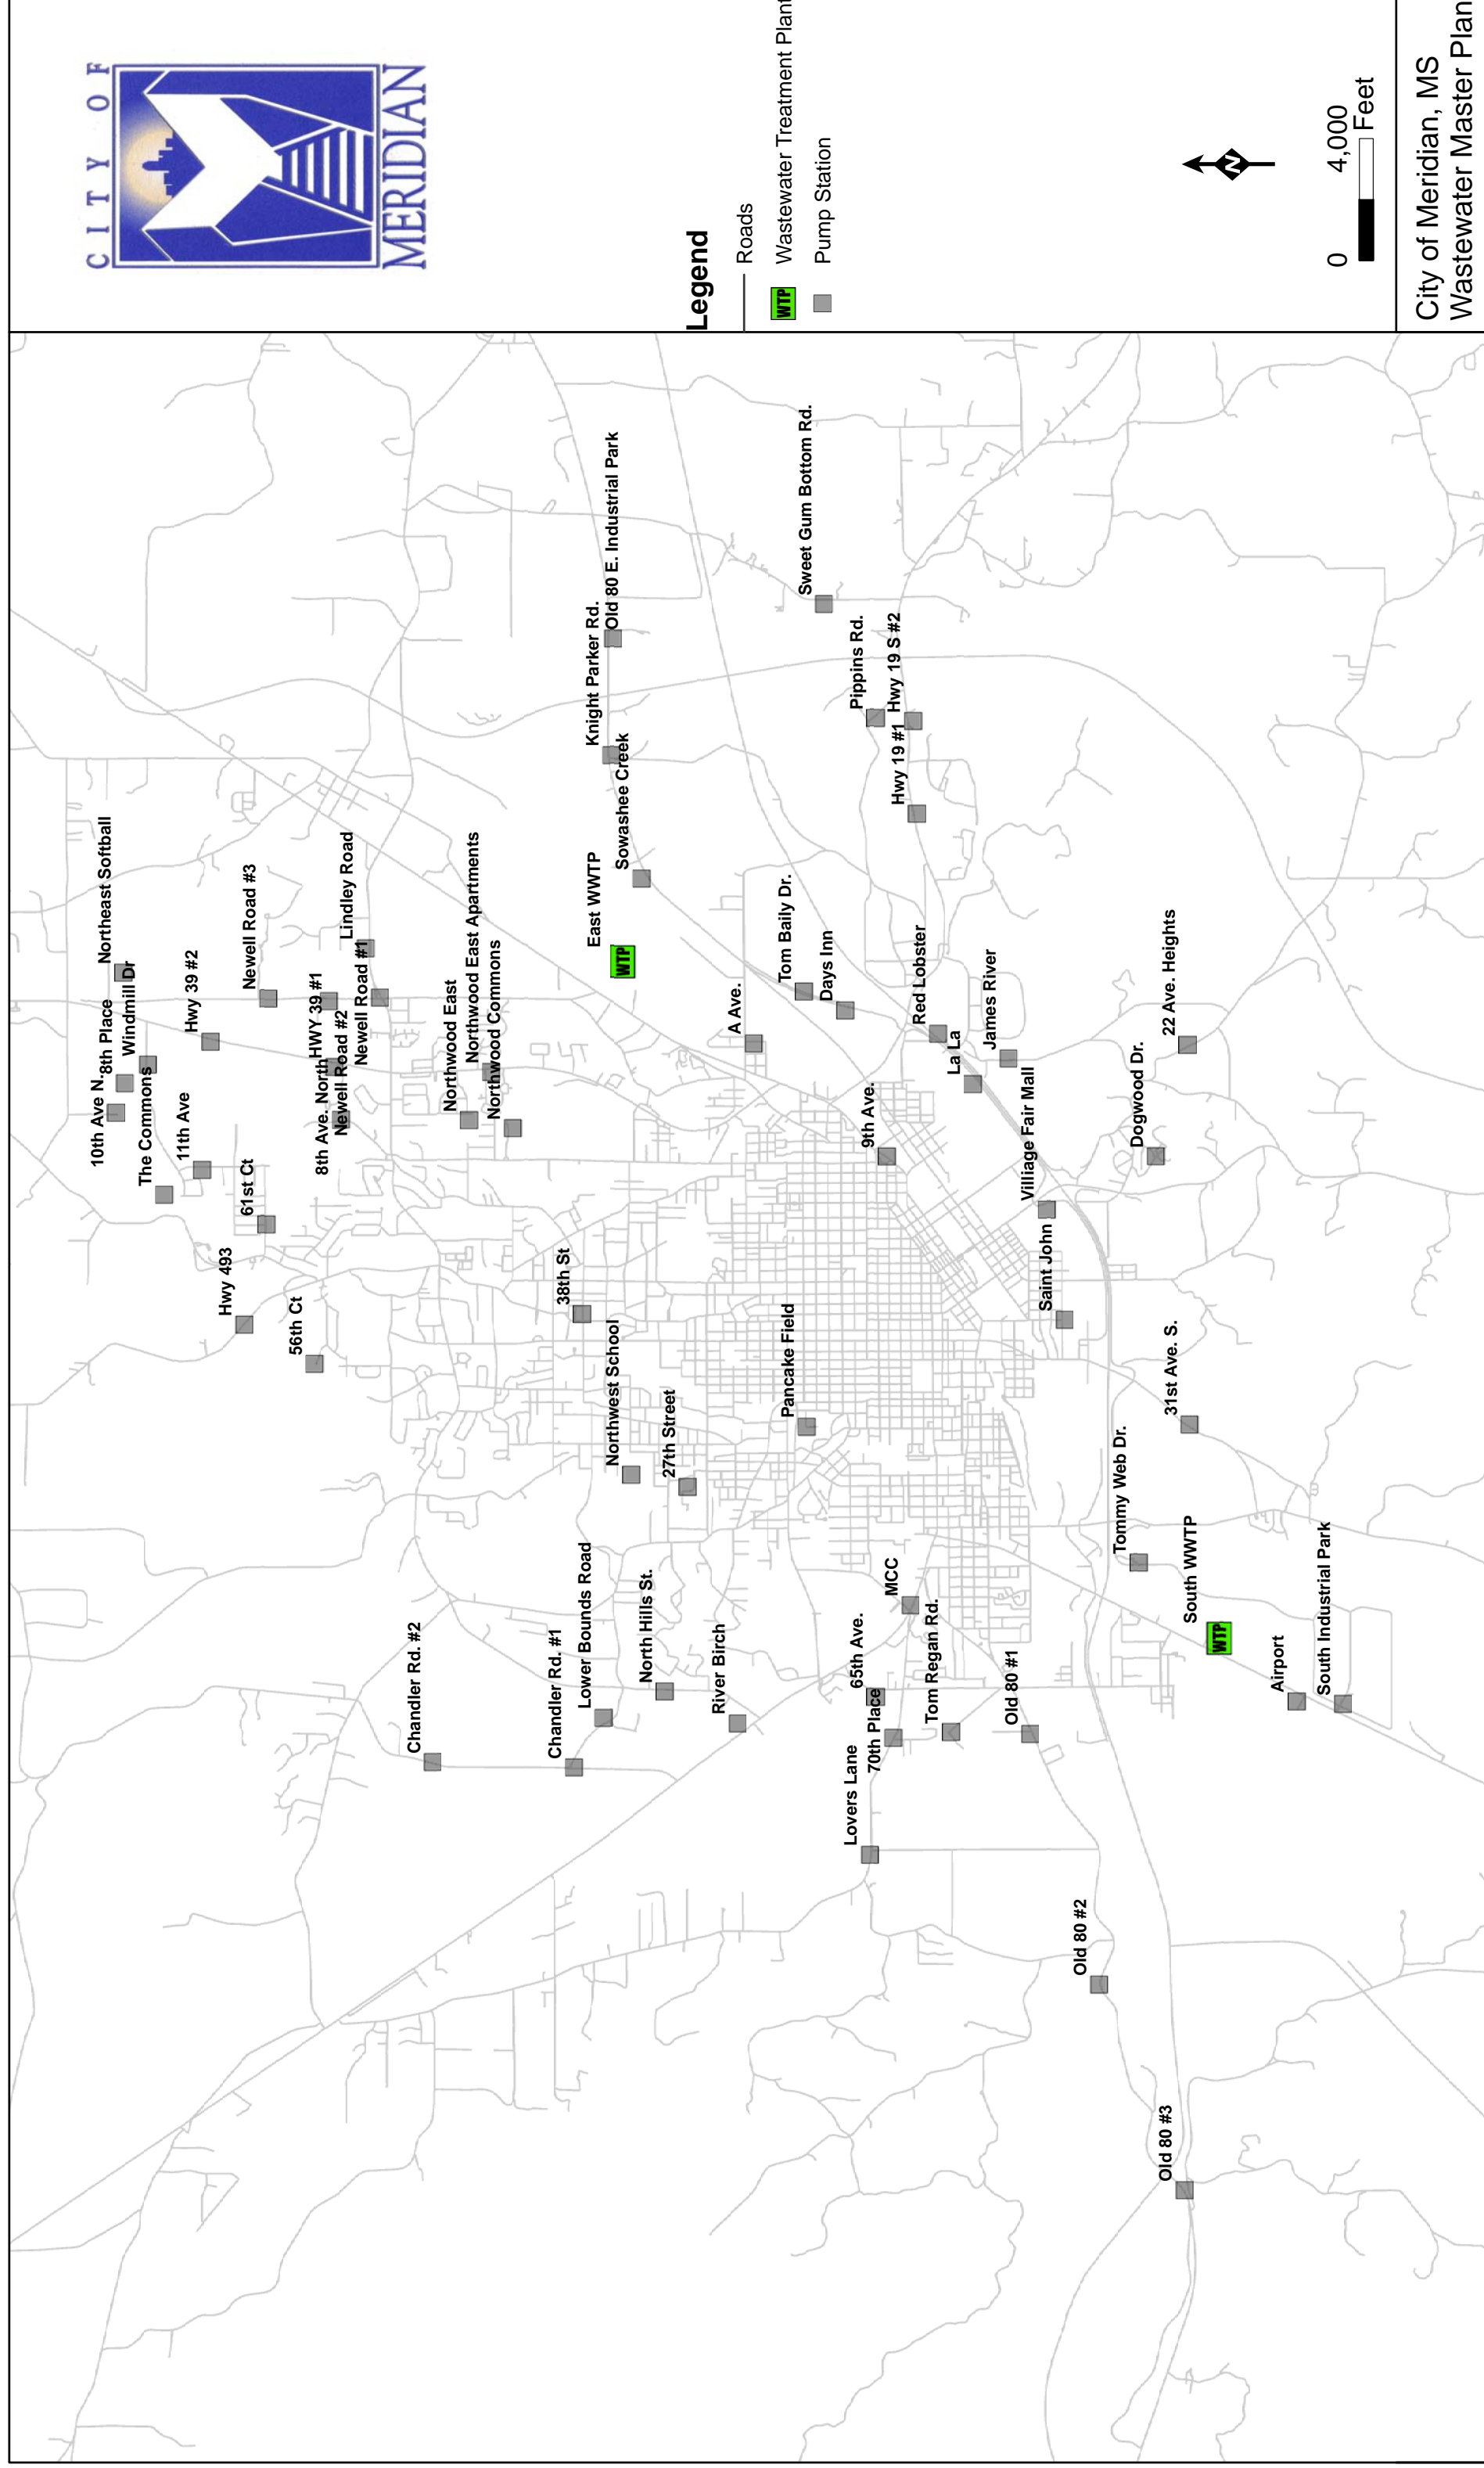 CITY OF
MERIDIAN
Legend
Roads
WTP Wastewater Treatment Plant
Pump Station
N
0 4,000
Feet
City of Meridian, MS
Wastewater Master Plan
Northeast Softball
8th Place
10th Ave N.
Windmill Dr
The Commons
11th Ave
Hwy 39 #2
61st Ct
Hwy 493
Newell Road #3
56th Ct
HWY 39 #1
8th Ave. North
Newell Road #2
Lindley Road
Newell Road #1
Chandler Rd. #2
Northwood East
Northwood East Apartments
Northwood Commons
Chandler Rd. #1
38th St
Lower Bounds Road
East WWTP
WTP
Knight Parker Rd.
Old 80 E. Industrial Park
Sowashee Creek
Northwest School
North Hills St.
27th Street
River Birch
A Ave.
Pancake Field
Tom Baily Dr.
Sweet Gum Bottom Rd.
Days Inn
Lovers Lane
65th Ave.
70th Place
9th Ave.
Pippins Rd.
MCC
Hwy 19 S #2
Hwy 19 #1
Red Lobster
Tom Regan Rd.
La La
James River
Old 80 #1
Villiage Fair Mall
Saint John
Old 80 #2
Tommy Web Dr.
Dogwood Dr.
22 Ave. Heights
31st Ave. S.
Old 80 #3
South WWTP
WTP
Airport
South Industrial Park